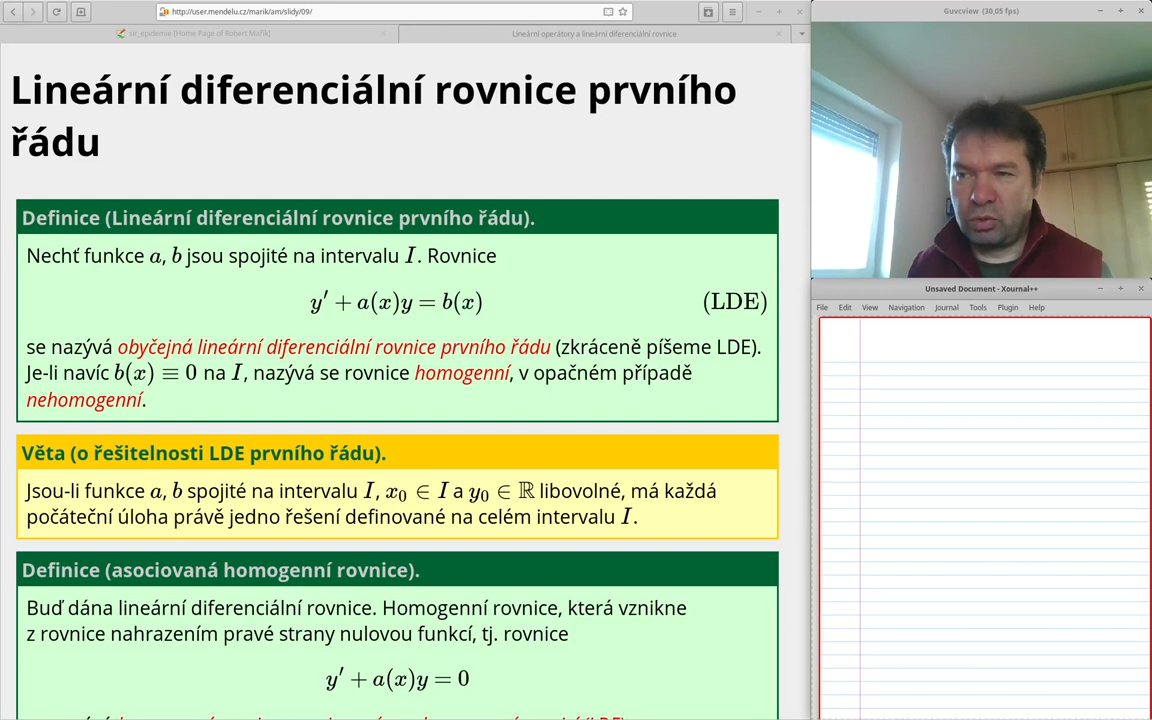 http://user.mendelu.cz/marik/am/slidy/09/
sir_epidemie [Home Page of Robert Mařík]
Lineární operátory a lineární diferenciální rovnice
Lineární diferenciální rovnice prvního
řádu
Definice (Lineární diferenciální rovnice prvního řádu).
Nechť funkce a, b jsou spojité na intervalu I. Rovnice
y′ + a(x)y = b(x) (LDE)
se nazývá obyčejná lineární diferenciální rovnice prvního řádu (zkráceně píšeme LDE).
Je-li navíc b(x) ≡ 0 na I, nazývá se rovnice homogenní, v opačném případě
nehomogenní.
Věta (o řešitelnosti LDE prvního řádu).
Jsou-li funkce a, b spojité na intervalu I, x₀ ∈ I a y₀ ∈ ℝ libovolné, má každá
počáteční úloha právě jedno řešení definované na celém intervalu I.
Definice (asociovaná homogenní rovnice).
Buď dána lineární diferenciální rovnice. Homogenní rovnice, která vznikne
z rovnice nahrazením pravé strany nulovou funkcí, tj. rovnice
y′ + a(x)y = 0
Guvcview (30,05 fps)
Unsaved Document - Xournal++
File Edit View Navigation Journal Tools Plugin Help